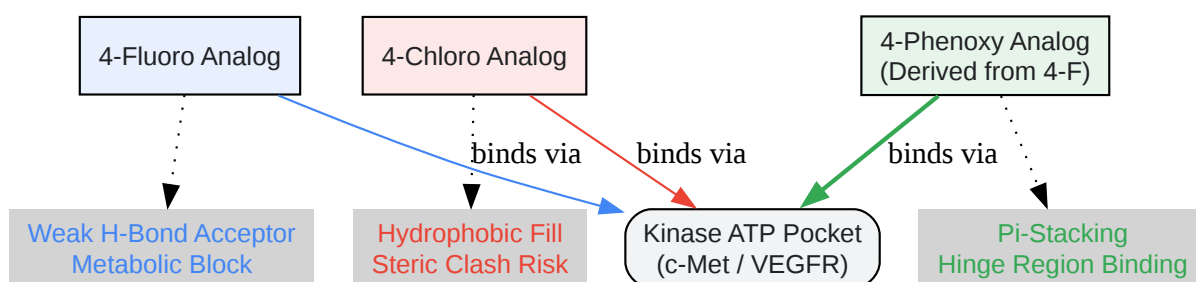 4-Fluoro Analog
4-Chloro Analog
4-Phenoxy Analog
(Derived from 4-F)
binds via
binds via
binds via
Weak H-Bond Acceptor
Metabolic Block
Hydrophobic Fill
Steric Clash Risk
Kinase ATP Pocket
(c-Met / VEGFR)
Pi-Stacking
Hinge Region Binding